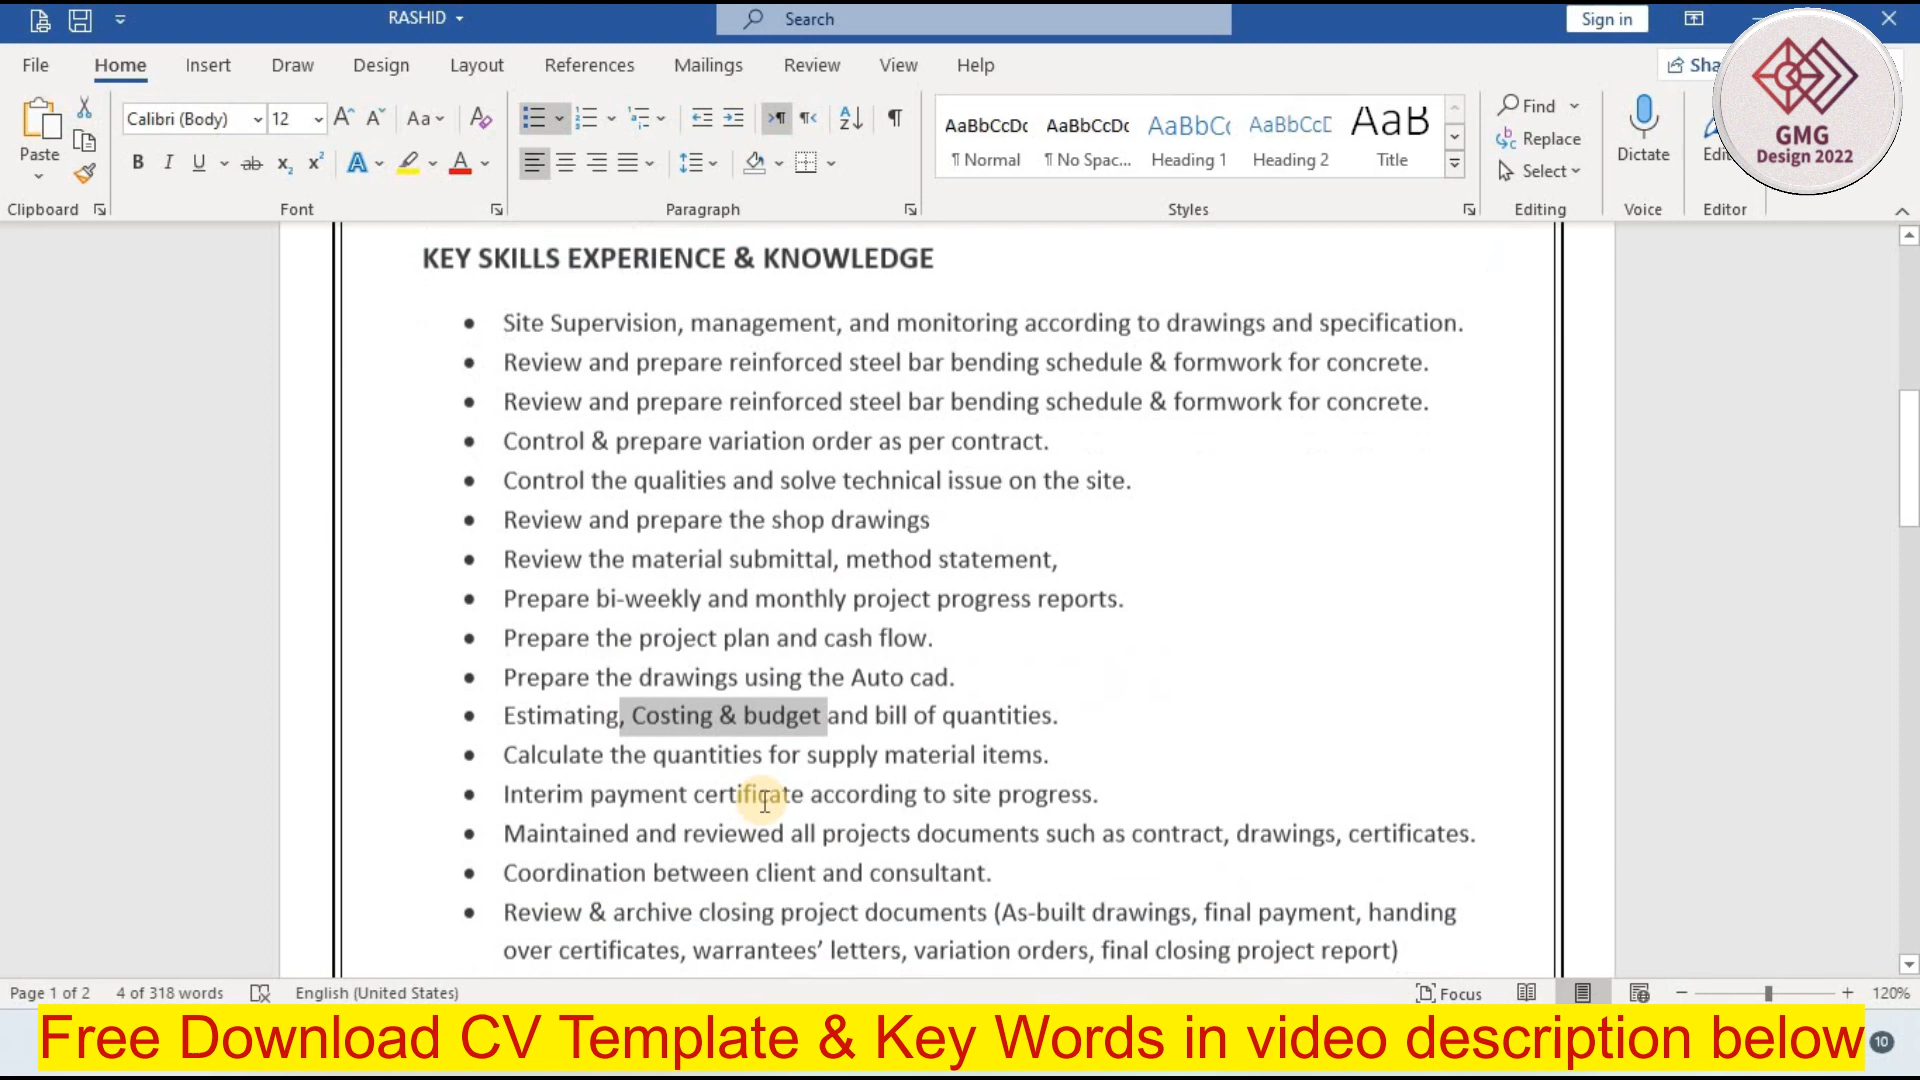 RASHID
Search
Sign in
File Home Insert Draw Design Layout References Mailings Review View Help
Sha
GMG
Design 2022
Calibri (Body) 12 Aa
Paste
AaBbCcDc AaBbCcDc AaBbC AaBbCcC AaB
¶ Normal ¶ No Spac... Heading 1 Heading 2 Title
Find
Replace
Select
Dictate
Clipboard Font Paragraph Styles Editing Voice Editor
KEY SKILLS EXPERIENCE & KNOWLEDGE
• Site Supervision, management, and monitoring according to drawings and specification.
• Review and prepare reinforced steel bar bending schedule & formwork for concrete.
• Review and prepare reinforced steel bar bending schedule & formwork for concrete.
• Control & prepare variation order as per contract.
• Control the qualities and solve technical issue on the site.
• Review and prepare the shop drawings
• Review the material submittal, method statement,
• Prepare bi-weekly and monthly project progress reports.
• Prepare the project plan and cash flow.
• Prepare the drawings using the Auto cad.
• Estimating, Costing & budget and bill of quantities.
• Calculate the quantities for supply material items.
• Interim payment certificate according to site progress.
• Maintained and reviewed all projects documents such as contract, drawings, certificates.
• Coordination between client and consultant.
• Review & archive closing project documents (As-built drawings, final payment, handing
over certificates, warrantees’ letters, variation orders, final closing project report)
Page 1 of 2 4 of 318 words English (United States) Focus 120%
Free Download CV Template & Key Words in video description below
10